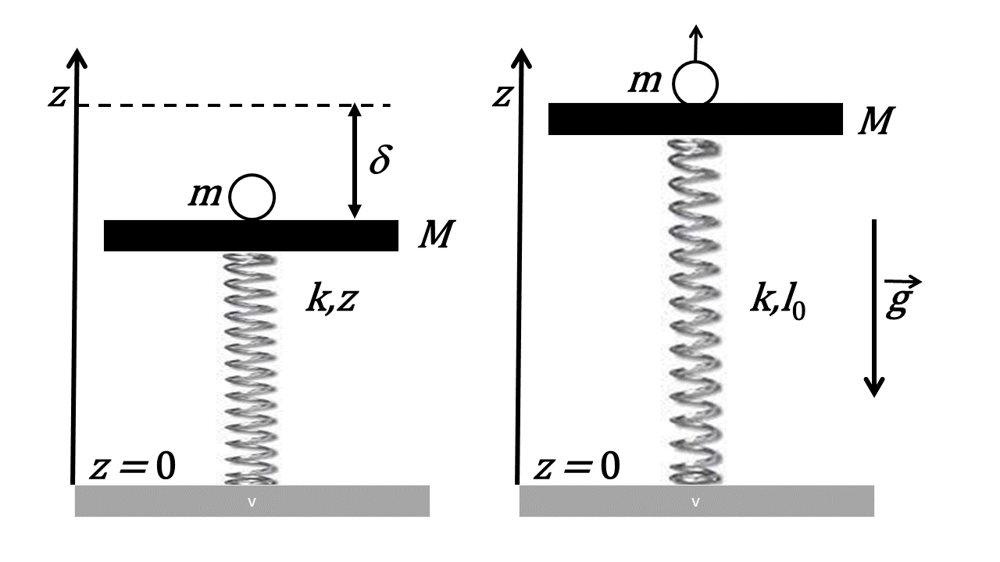 z
δ
m
M
k,z
z = 0
v
m
z
M
k,l₀
g⃗
z = 0
v